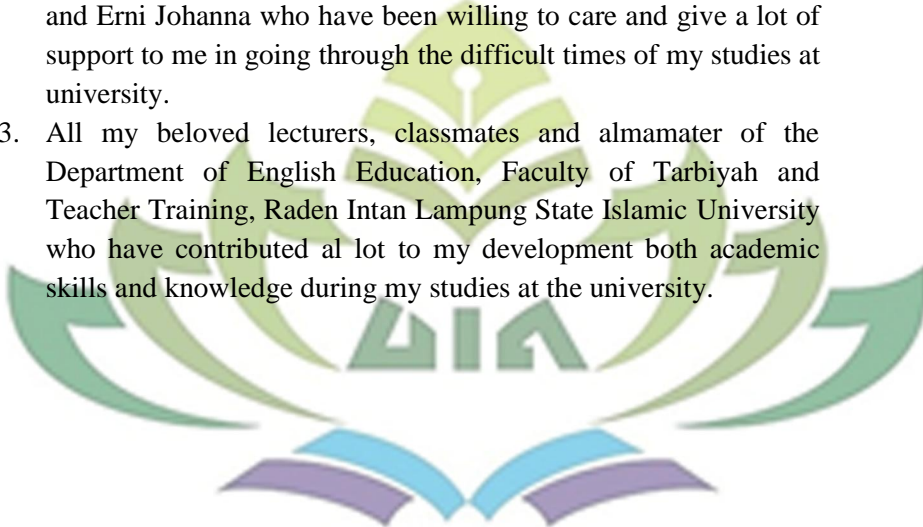 and Erni Johanna who have been willing to care and give a lot of
support to me in going through the difficult times of my studies at
university.
3. All my beloved lecturers, classmates and almamater of the
Department of English Education, Faculty of Tarbiyah and
Teacher Training, Raden Intan Lampung State Islamic University
who have contributed al lot to my development both academic
skills and knowledge during my studies at the university.
UIN